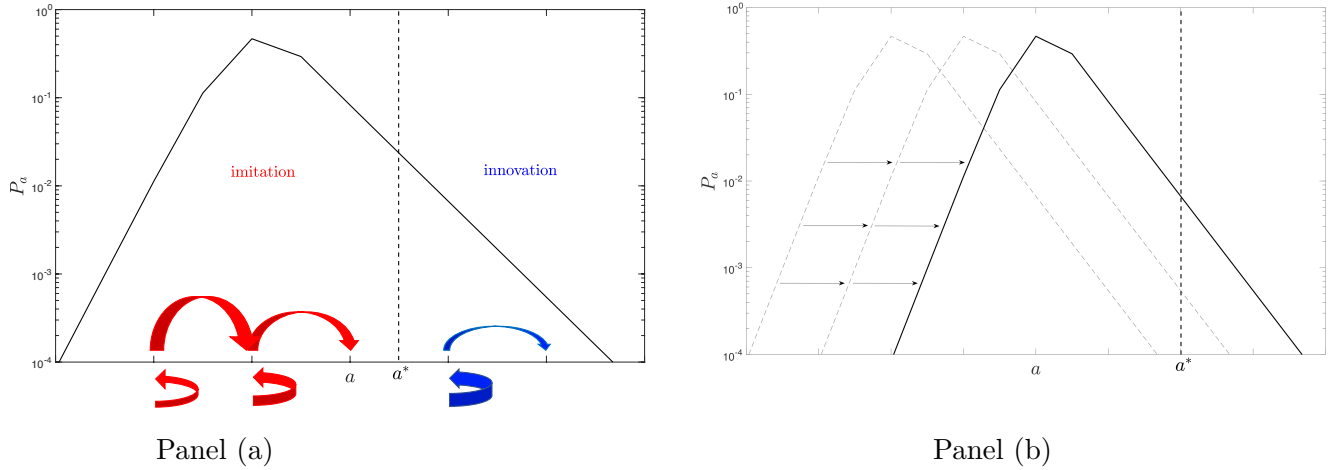 10^0
10^-1
10^-2
10^-3
10^-4
P_a
imitation
innovation
a
a*
Panel (a)
10^0
10^-1
10^-2
10^-3
10^-4
P_a
a
a*
Panel (b)